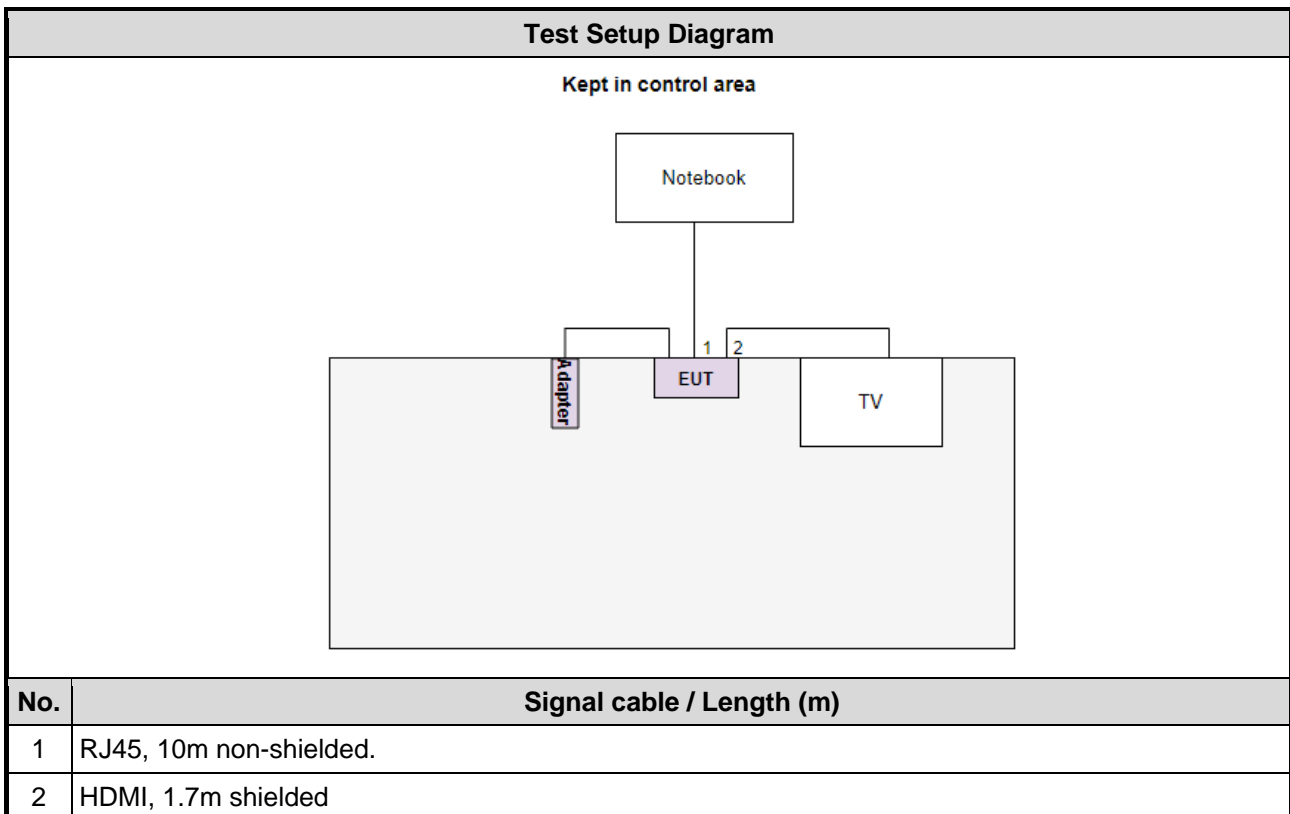 Test Setup Diagram
Kept in control area
Notebook
1 2
Adapter
EUT
TV
No. Signal cable / Length (m)
1 RJ45, 10m non-shielded.
2 HDMI, 1.7m shielded